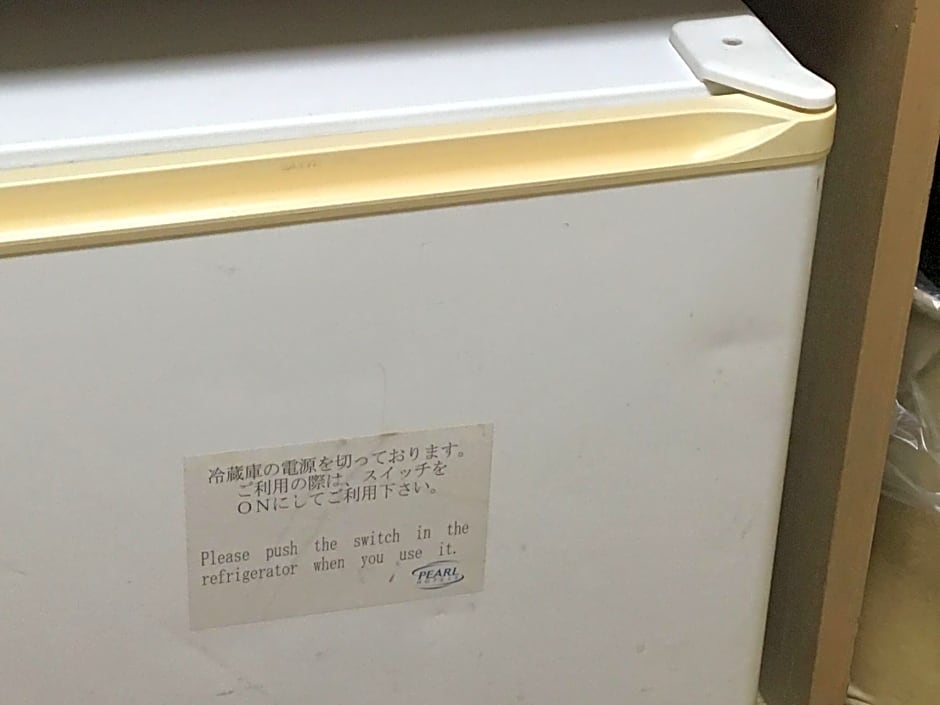 冷蔵庫の電源を切っております。
ご利用の際は、スイッチを
ONにしてご利用下さい。
Please push the switch in the
refrigerator when you use it.
PEARL
HOTELS